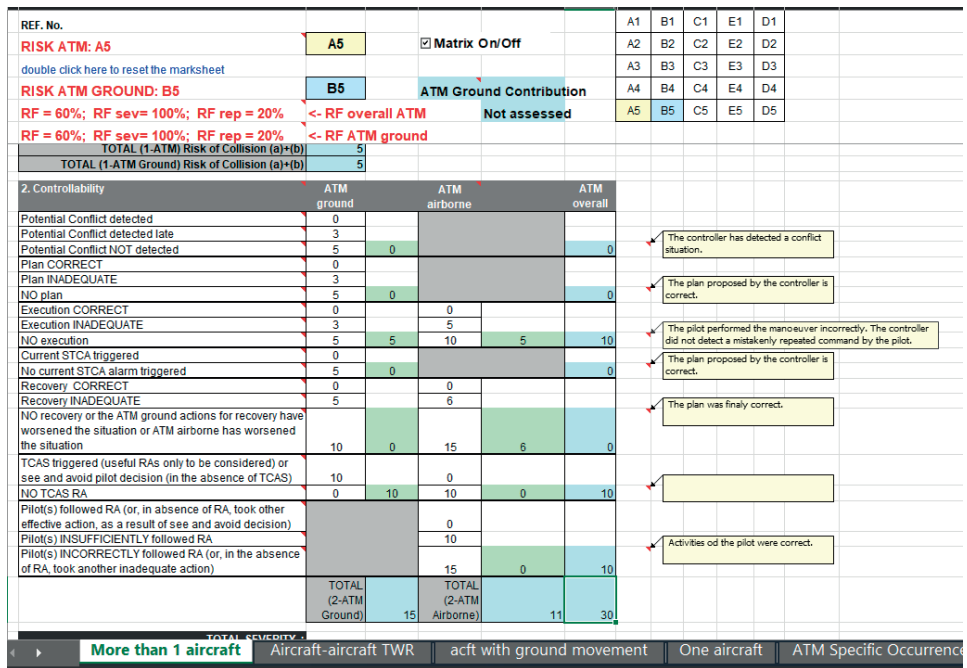 REF. No.
A1 B1 C1 E1 D1
RISK ATM: A5 A5 Matrix On/Off A2 B2 C2 E2 D2
double click here to reset the marksheet A3 B3 C3 E3 D3
RISK ATM GROUND: B5 B5 ATM Ground Contribution A4 B4 C4 E4 D4
RF = 60%; RF sev= 100%; RF rep = 20% <- RF overall ATM Not assessed A5 B5 C5 E5 D5
RF = 60%; RF sev= 100%; RF rep = 20% <- RF ATM ground
TOTAL (1-ATM) Risk of Collision (a)+(b) 5
TOTAL (1-ATM Ground) Risk of Collision (a)+(b) 5
2. Controllability ATM ground ATM airborne ATM overall
Potential Conflict detected 0
Potential Conflict detected late 3
Potential Conflict NOT detected 5 0 0
The controller has detected a conflict
situation.
Plan CORRECT 0
Plan INADEQUATE 3
NO plan 5 0 0
The plan proposed by the controller is
correct.
Execution CORRECT 0 0
Execution INADEQUATE 3 5
NO execution 5 5 10 5 10
The pilot performed the manoeuver incorrectly. The controller
did not detect a mistakenly repeated command by the pilot.
Current STCA triggered 0
No current STCA alarm triggered 5 0 0
The plan proposed by the controller is
correct.
Recovery CORRECT 0 0
Recovery INADEQUATE 5 6
NO recovery or the ATM ground actions for recovery have
worsened the situation or ATM airborne has worsened
the situation 10 0 15 6 0
The plan was finaly correct.
TCAS triggered (useful RAs only to be considered) or
see and avoid pilot decision (in the absence of TCAS) 10 0
NO TCAS RA 0 10 10 0 10
Pilot(s) followed RA (or, in absence of RA, took other
effective action, as a result of see and avoid decision) 0
Pilot(s) INSUFFICIENTLY followed RA 10
Pilot(s) INCORRECTLY followed RA (or, in the absence
of RA, took another inadequate action) 15 0 10
Activities od the pilot were correct.
TOTAL (2-ATM Ground) 15 TOTAL (2-ATM Airborne) 11 30
TOTAL SEVERITY :
More than 1 aircraft Aircraft-aircraft TWR acft with ground movement One aircraft ATM Specific Occurrence